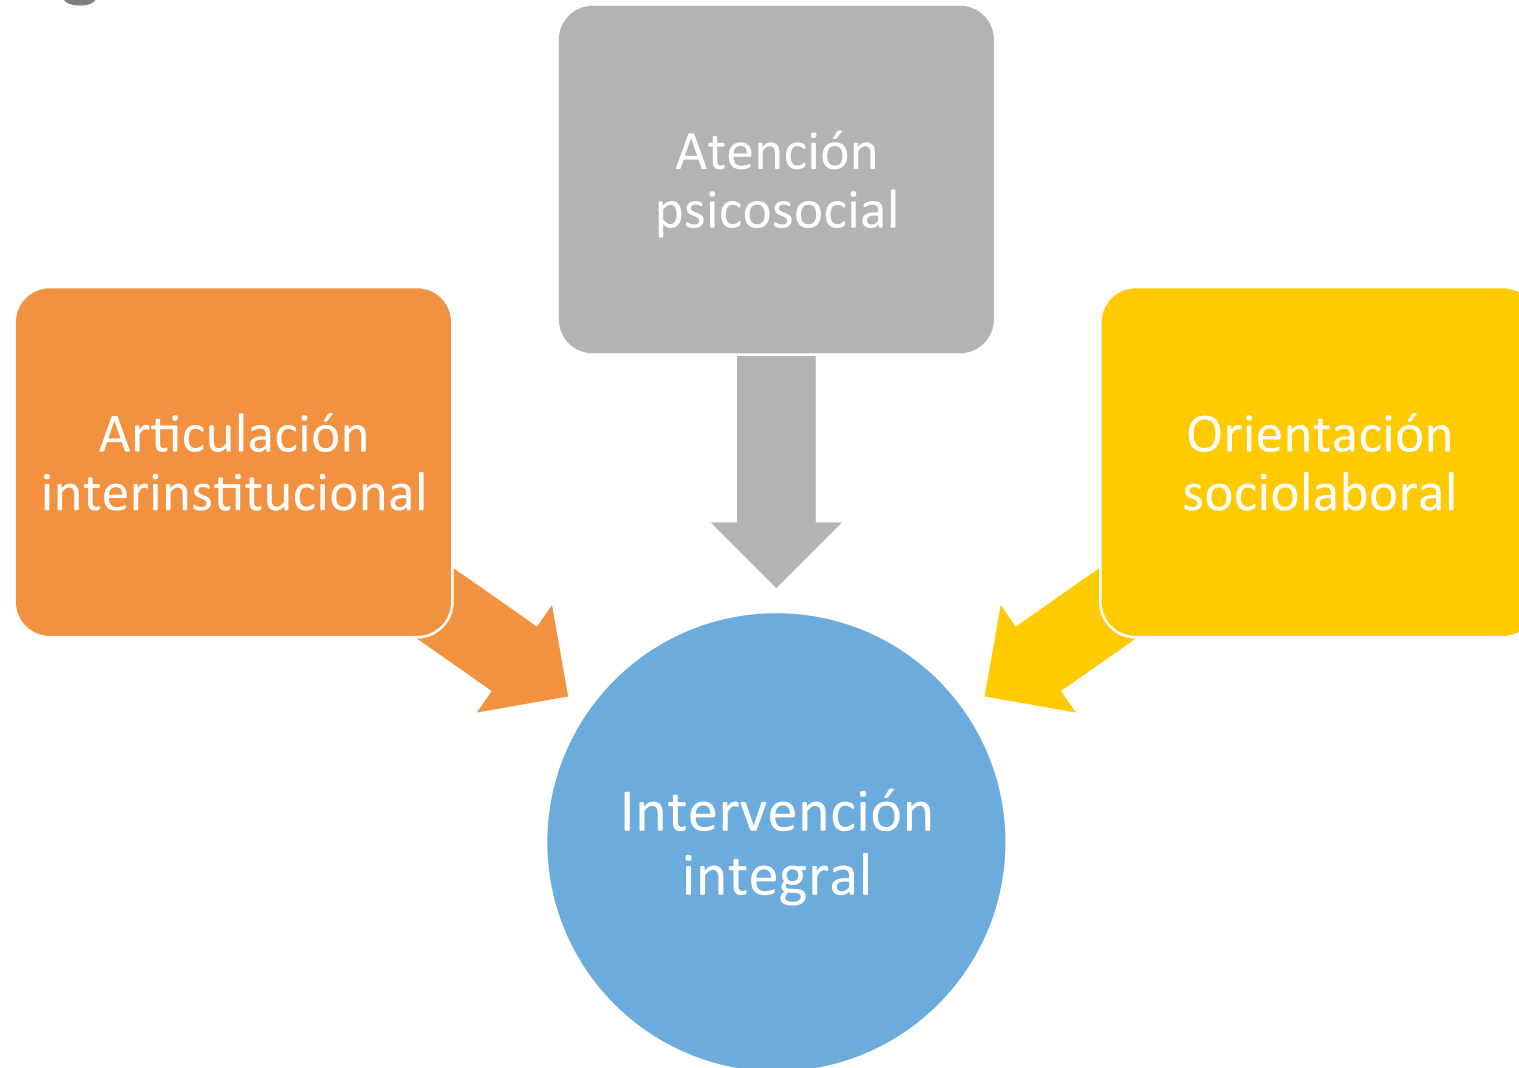 Atención
psicosocial
Articulación
interinstitucional
Orientación
sociolaboral
Intervención
integral